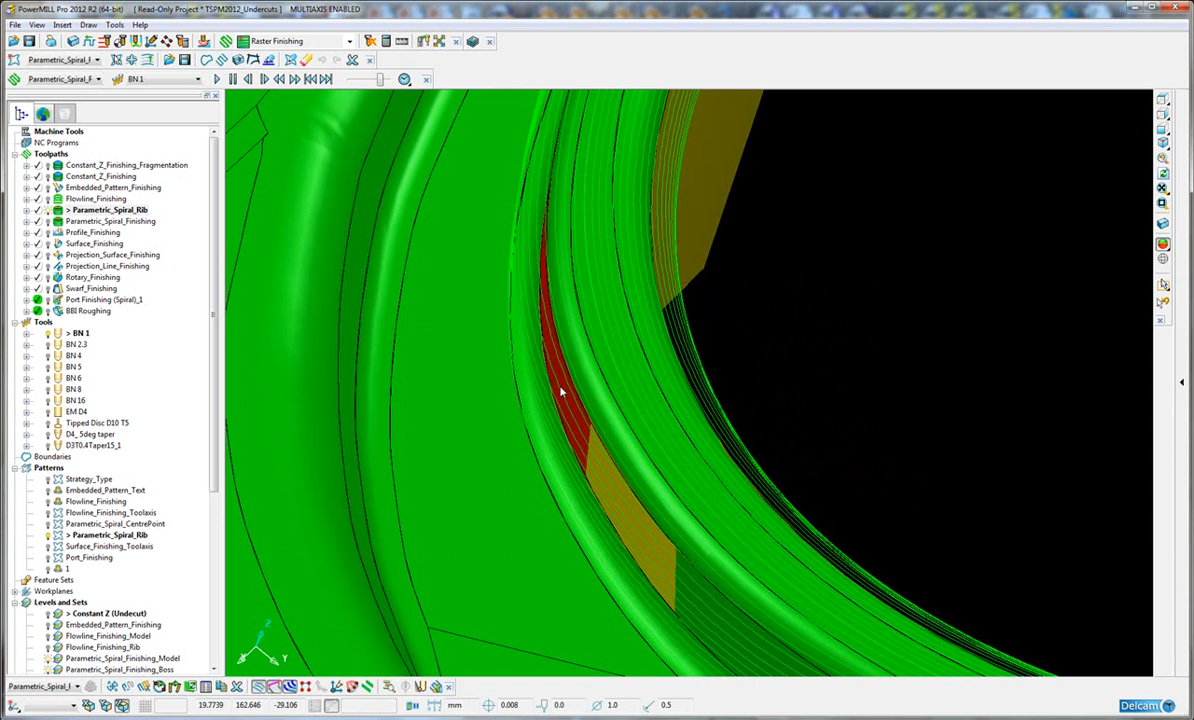 PowerMILL Pro 2012 R2 (64-bit) [ Read-Only Project * TSPM2012_Undercuts ] MULTIAXIS ENABLED
File View Insert Draw Tools Help
Raster Finishing
Parametric_Spiral_F
Parametric_Spiral_F BN 1
Machine Tools
NC Programs
Toolpaths
Constant_Z_Finishing_Fragmentation
Constant_Z_Finishing
Embedded_Pattern_Finishing
Flowline_Finishing
> Parametric_Spiral_Rib
Parametric_Spiral_Finishing
Profile_Finishing
Surface_Finishing
Projection_Surface_Finishing
Projection_Line_Finishing
Rotary_Finishing
Swarf_Finishing
Port Finishing (Spiral)_1
BBI Roughing
Tools
> BN 1
BN 2.3
BN 4
BN 5
BN 6
BN 8
BN 16
EM D4
Tipped Disc D10 T5
D4_ 5deg taper
D3T0.4Taper15_1
Boundaries
Patterns
Strategy_Type
Embedded_Pattern_Text
Flowline_Finishing
Flowline_Finishing_Toolaxis
Parametric_Spiral_CentrePoint
Parametric_Spiral_Rib
Surface_Finishing_Toolaxis
Port_Finishing
1
Feature Sets
Workplanes
Levels and Sets
> Constant Z (Undecut)
Embedded_Pattern_Finishing
Flowline_Finishing_Model
Flowline_Finishing_Rib
Parametric_Spiral_Finishing_Model
Parametric_Spiral_Finishing_Boss
Z
X Y
Parametric_Spiral_F
19.7739 162.646 -29.106 mm 0.008 0.0 1.0 0.5 Delcam